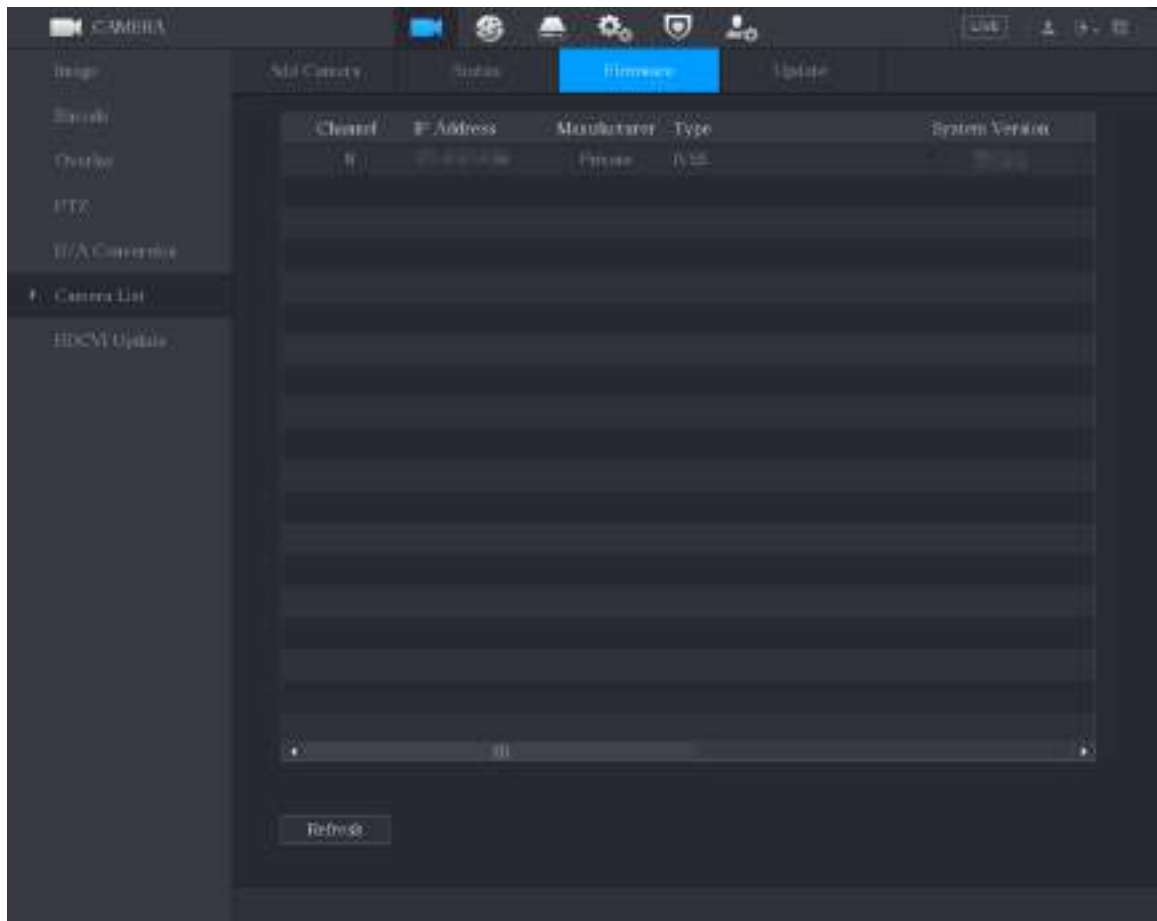 CAMERA
LIVE
Image
Add Camera Status Firmware Update
Encode
Channel IP Address Manufacturer Type System Version
Overlay
Private
PTZ
Camera List
HDCVI Update
Refresh